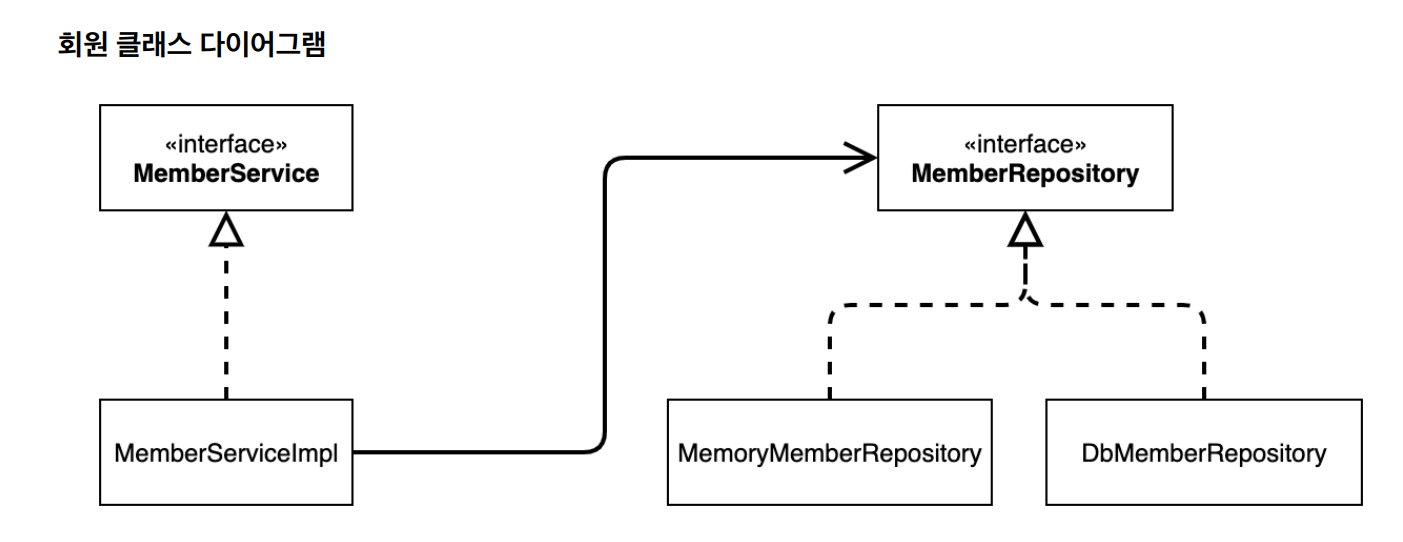 회원 클래스 다이어그램
«interface»
MemberService
«interface»
MemberRepository
MemberServiceImpl
MemoryMemberRepository
DbMemberRepository